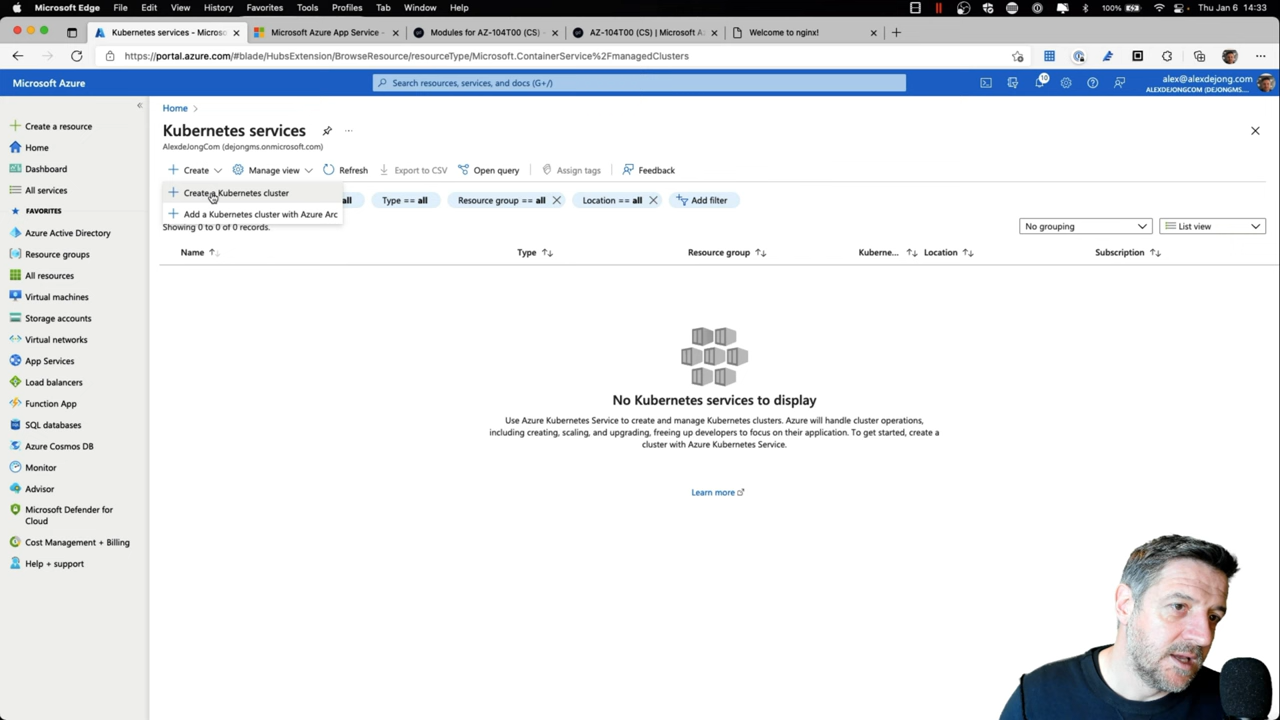 Microsoft Edge File Edit View History Favorites Tools Profiles Tab Window Help 100% Thu Jan 6 14:33
Kubernetes services - Microso
Microsoft Azure App Service -
Modules for AZ-104T00 (CS) -
AZ-104T00 (CS) | Microsoft Az
Welcome to nginx!
https://portal.azure.com/#blade/HubsExtension/BrowseResource/resourceType/Microsoft.ContainerService%2FmanagedClusters
Microsoft Azure
Search resources, services, and docs (G+/)
10
alex@alexdejong.com
ALEXDEJONGCOM (DEJONGMS....
Create a resource
Home
Dashboard
All services
FAVORITES
Azure Active Directory
Resource groups
All resources
Virtual machines
Storage accounts
Virtual networks
App Services
Load balancers
Function App
SQL databases
Azure Cosmos DB
Monitor
Advisor
Microsoft Defender for
Cloud
Cost Management + Billing
Help + support
Home >
Kubernetes services
AlexdeJongCom (dejongms.onmicrosoft.com)
Create Manage view Refresh Export to CSV Open query Assign tags Feedback
Create a Kubernetes cluster
Add a Kubernetes cluster with Azure Arc
all Type == all Resource group == all Location == all Add filter
Showing 0 to 0 of 0 records.
No grouping
List view
Name Type Resource group Kuberne... Location Subscription
No Kubernetes services to display
Use Azure Kubernetes Service to create and manage Kubernetes clusters. Azure will handle cluster operations,
including creating, scaling, and upgrading, freeing up developers to focus on their application. To get started, create a
cluster with Azure Kubernetes Service.
Learn more